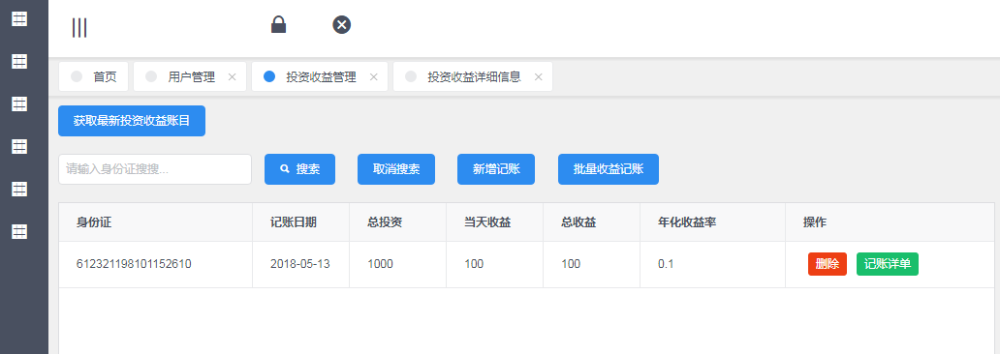 首页 用户管理 投资收益管理 投资收益详细信息
获取最新投资收益账目
请输入身份证搜搜... 搜索 取消搜索 新增记账 批量收益记账
身份证 记账日期 总投资 当天收益 总收益 年化收益率 操作
612321198101152610 2018-05-13 1000 100 100 0.1 删除 记账详单